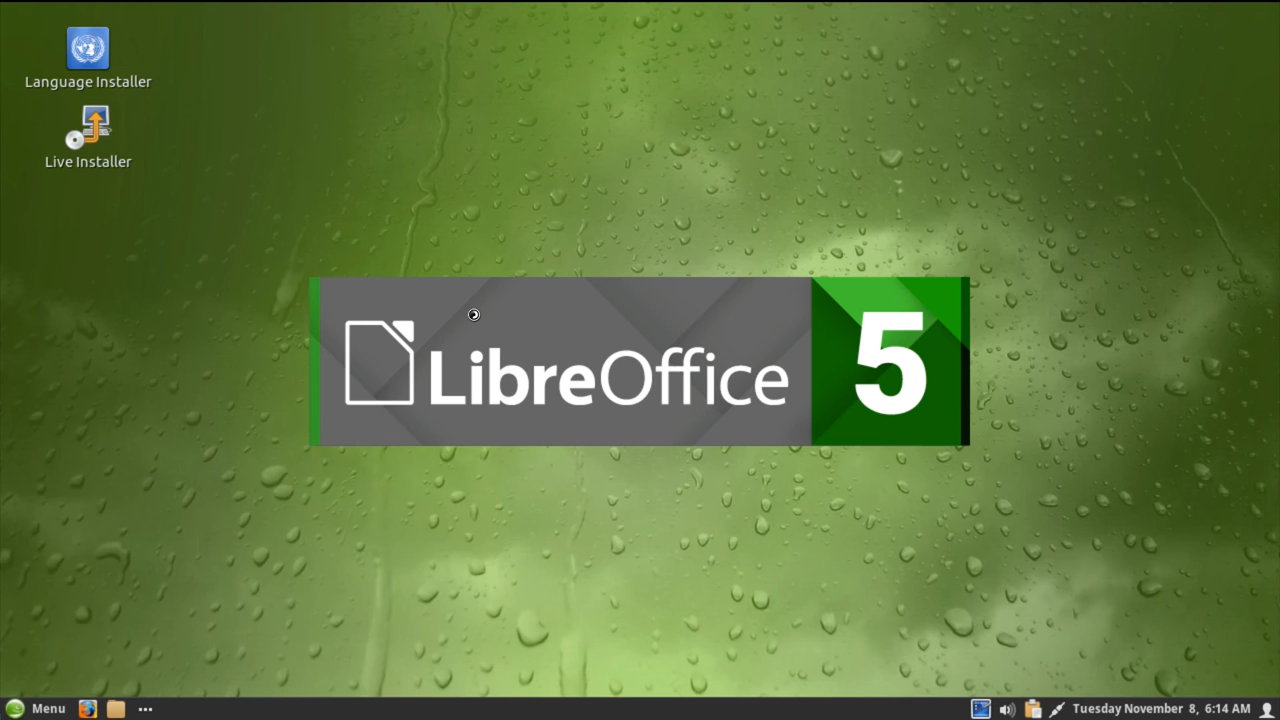 Language Installer
Live Installer
LibreOffice 5
Menu
Tuesday November 8, 6:14 AM